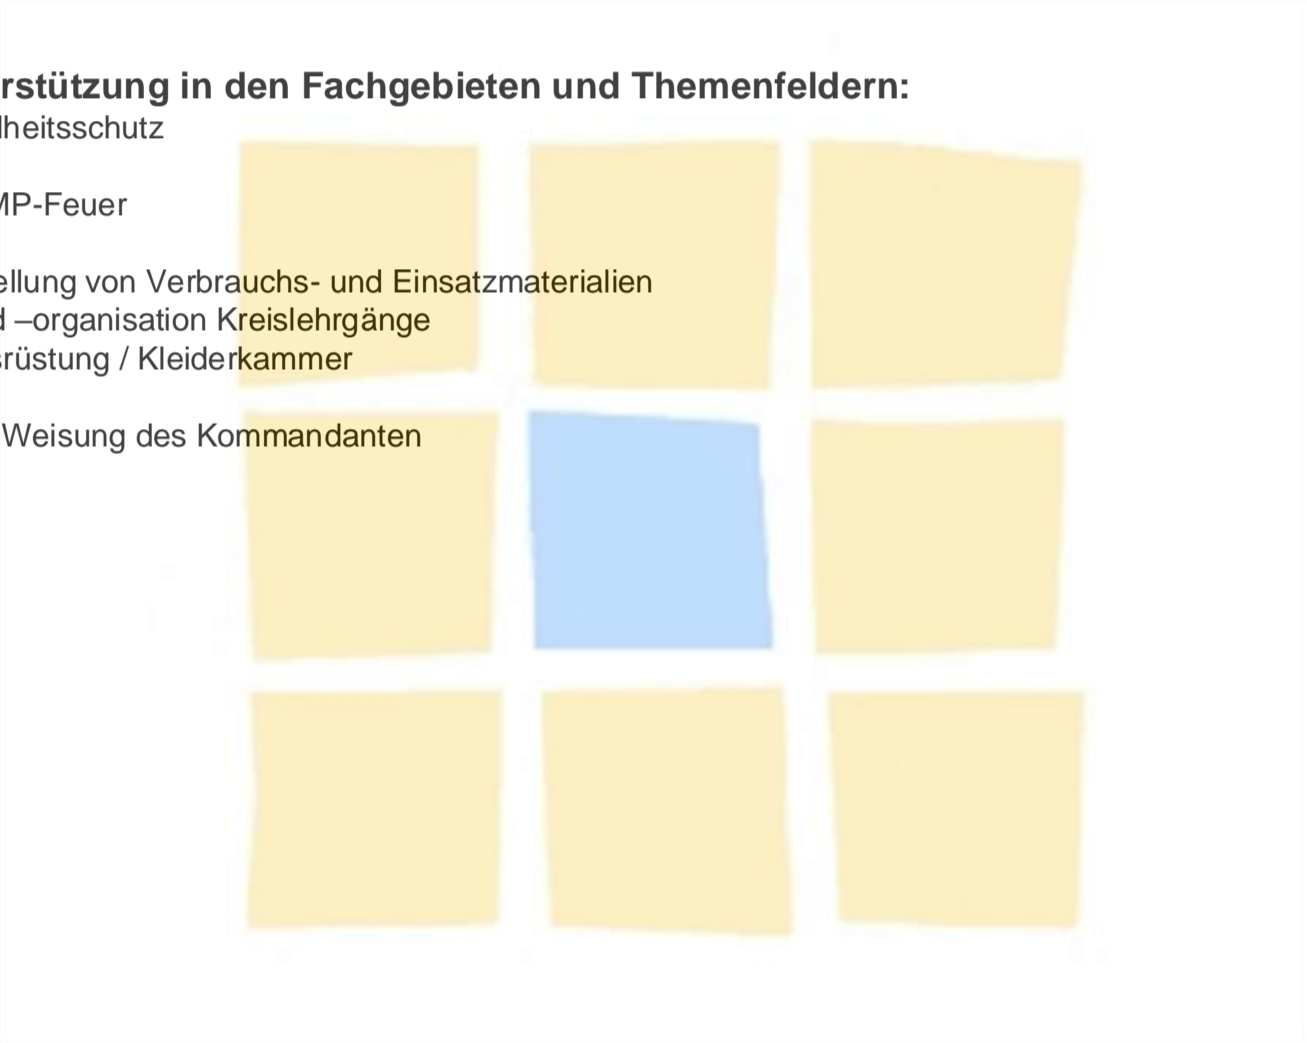 rstützung in den Fachgebieten und Themenfeldern:
heitsschutz
MP-Feuer
ellung von Verbrauchs- und Einsatzmaterialien
–organisation Kreislehrgänge
srüstung / Kleiderkammer
Weisung des Kommandanten